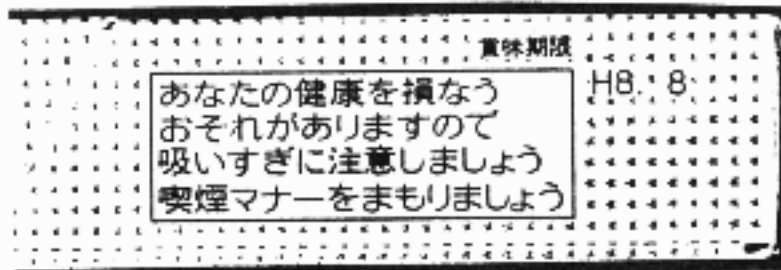 賞味期限
H8. 8
あなたの健康を損なう
おそれがありますので
吸いすぎに注意しましょう
喫煙マナーをまもりましょう